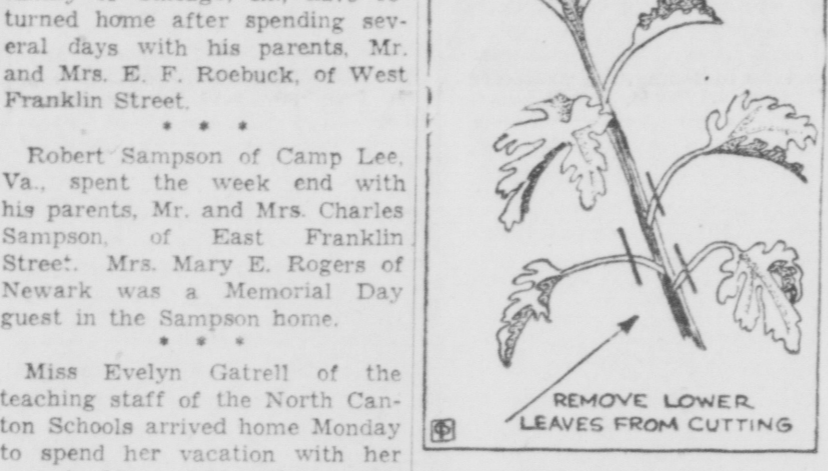 turned home after spending sev-
eral days with his parents, Mr.
and Mrs. E. F. Roebuck, of West
Franklin Street.
* * *
Robert Sampson of Camp Lee,
Va., spent the week end with
his parents, Mr. and Mrs. Charles
Sampson, of East Franklin
Street. Mrs. Mary E. Rogers of
Newark was a Memorial Day
guest in the Sampson home.
* * *
Miss Evelyn Gatrell of the
teaching staff of the North Can-
ton Schools arrived home Monday
to spend her vacation with her
REMOVE LOWER
LEAVES FROM CUTTING